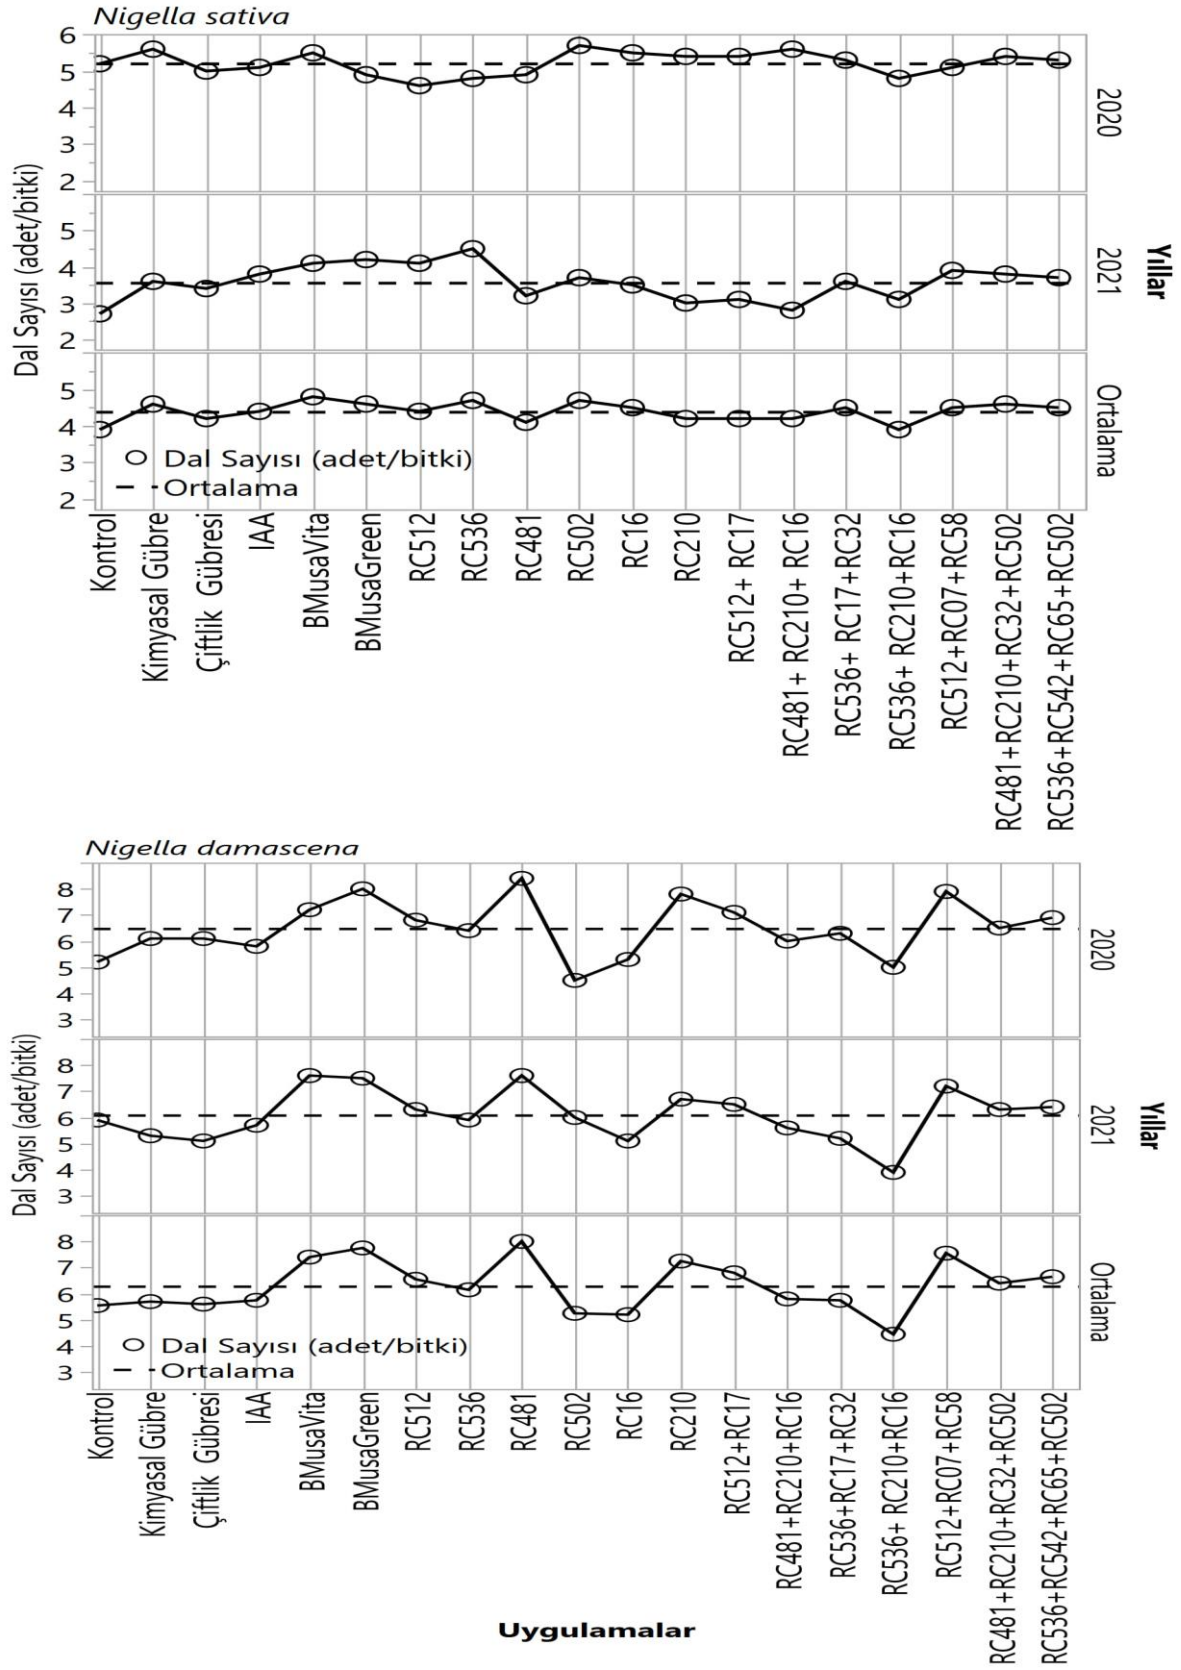 Nigella sativa
6
5
4
3
2
2020
5
4
3
2
2021
5
4
3
2
Ortalama
Dal Sayısı (adet/bitki)
Yıllar
Dal Sayısı (adet/bitki)
Ortalama
Kontrol
Kimyasal Gübre
Çiftlik Gübresi
IAA
BMusaVita
BMusaGreen
RC512
RC536
RC481
RC502
RC16
RC210
RC512+ RC17
RC481+ RC210+ RC16
RC536+ RC17+RC32
RC536+ RC210+RC16
RC512+RC07+RC58
RC481+RC210+RC32+RC502
RC536+RC542+RC65+RC502
Nigella damascena
8
7
6
5
4
3
2020
8
7
6
5
4
3
2021
8
7
6
5
4
3
Ortalama
Dal Sayısı (adet/bitki)
Yıllar
Dal Sayısı (adet/bitki)
Ortalama
Kontrol
Kimyasal Gübre
Çiftlik Gübresi
IAA
BMusaVita
BMusaGreen
RC512
RC536
RC481
RC502
RC16
RC210
RC512+RC17
RC481+RC210+RC16
RC536+RC17+RC32
RC536+ RC210+RC16
RC512+RC07+RC58
RC481+RC210+RC32+RC502
RC536+RC542+RC65+RC502
Uygulamalar